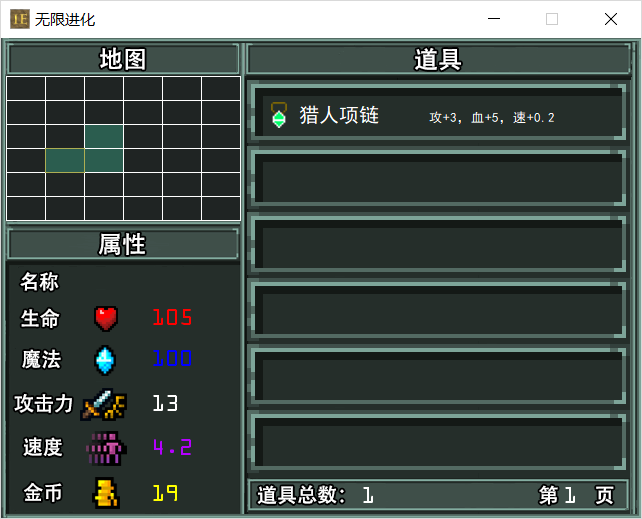 无限进化
地图
道具
猎人项链 攻+3, 血+5, 速+0.2
属性
名称
生命 105
魔法 100
攻击力 13
速度 4.2
金币 19
道具总数: 1 第 1 页